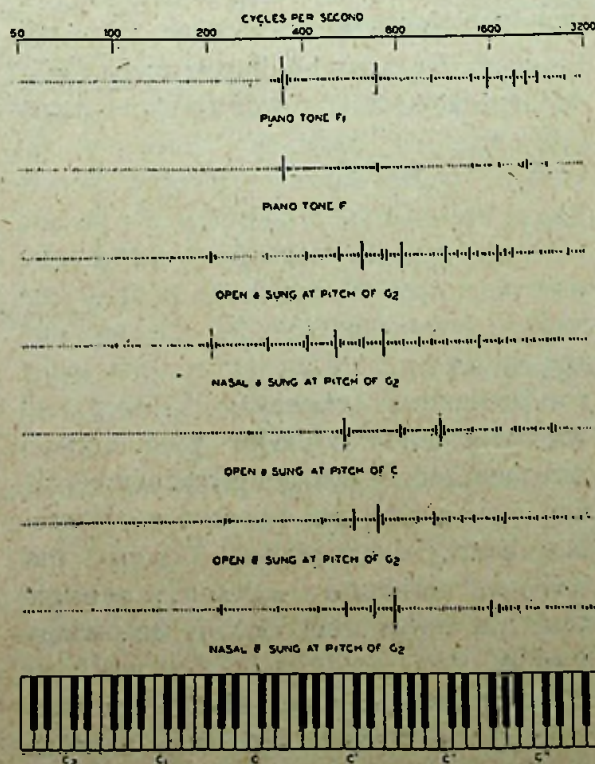 CYCLES PER SECOND
50 100 200 400 800 1600 3200
PIANO TONE F1
PIANO TONE F
OPEN SUNG AT PITCH OF G2
NASAL SUNG AT PITCH OF G2
OPEN SUNG AT PITCH OF C
OPEN SUNG AT PITCH OF G2
NASAL SUNG AT PITCH OF G2
C2 C1 C C' C" C'''